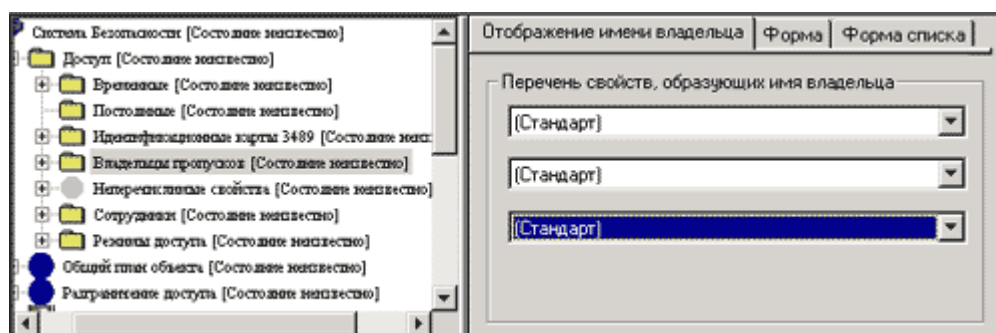 Система Безопасности [Состояние неизвестно]
Доступ [Состояние неизвестно]
Временные [Состояние неизвестно]
Постоянные [Состояние неизвестно]
Идентификационные карты 3489 [Состояние неиз
Владельцы пропусков [Состояние неизвестно]
Неперечислимые свойства [Состояние неизвестно]
Сотрудники [Состояние неизвестно]
Режимы доступа [Состояние неизвестно]
Общий план объекта [Состояние неизвестно]
Разграничение доступа [Состояние неизвестно]
Отображение имени владельца Форма Форма списка
Перечень свойств, образующих имя владельца
(Стандарт)
(Стандарт)
(Стандарт)